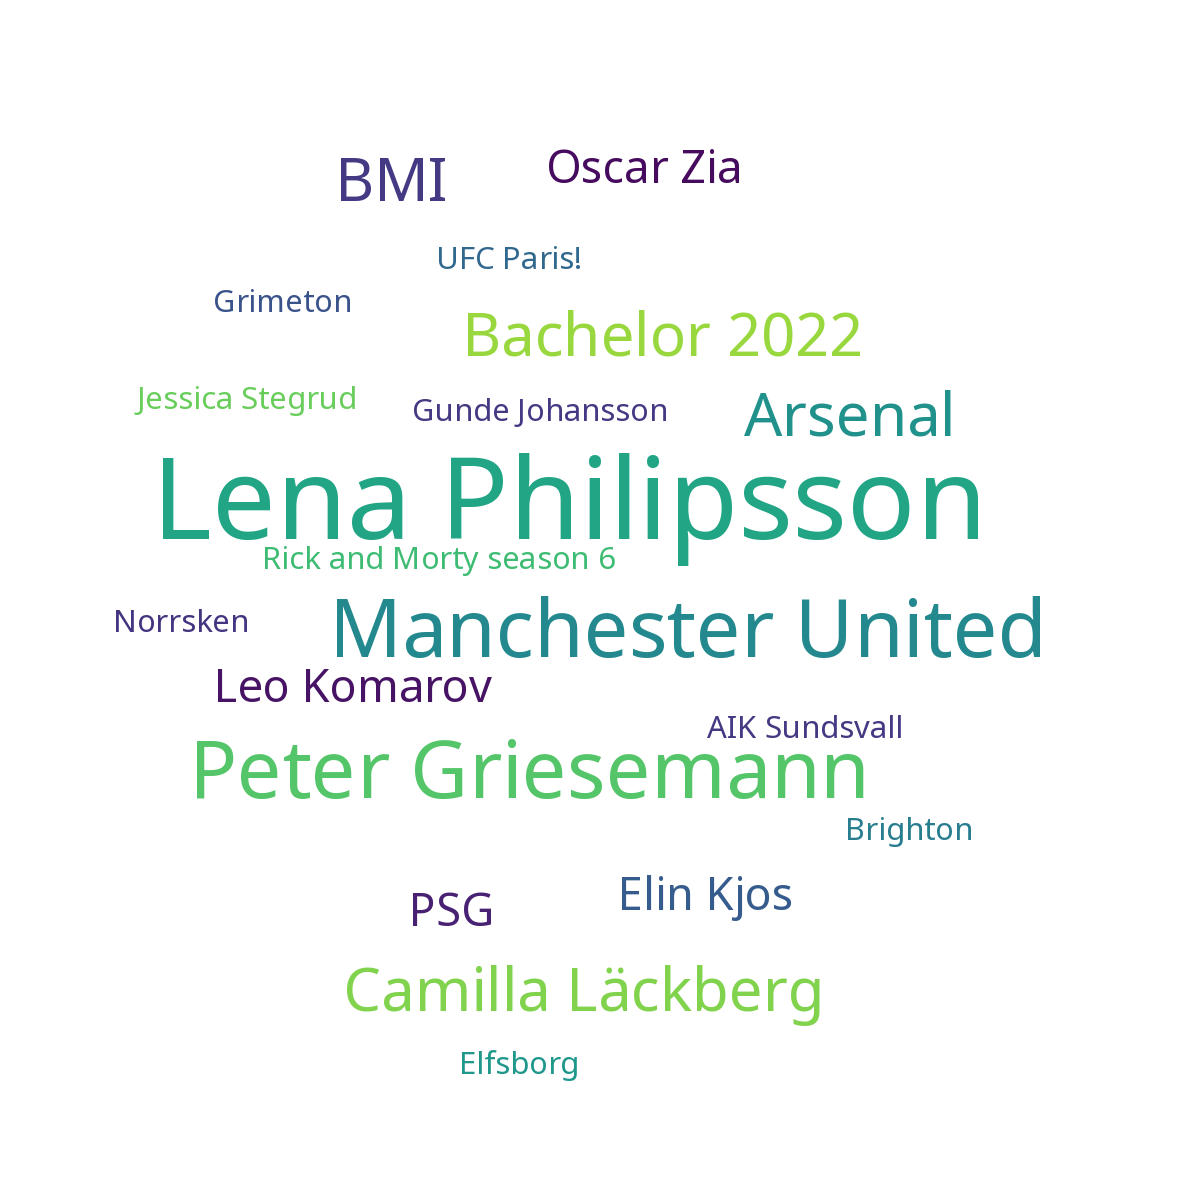 Oscar Zia
BMI
UFC Paris!
Grimeton
Bachelor 2022
Jessica Stegrud
Gunde Johansson
Arsenal
Lena Philipsson
Rick and Morty season 6
Norrsken
Manchester United
Leo Komarov
AIK Sundsvall
Peter Griesemann
Brighton
Elin Kjos
PSG
Camilla Läckberg
Elfsborg